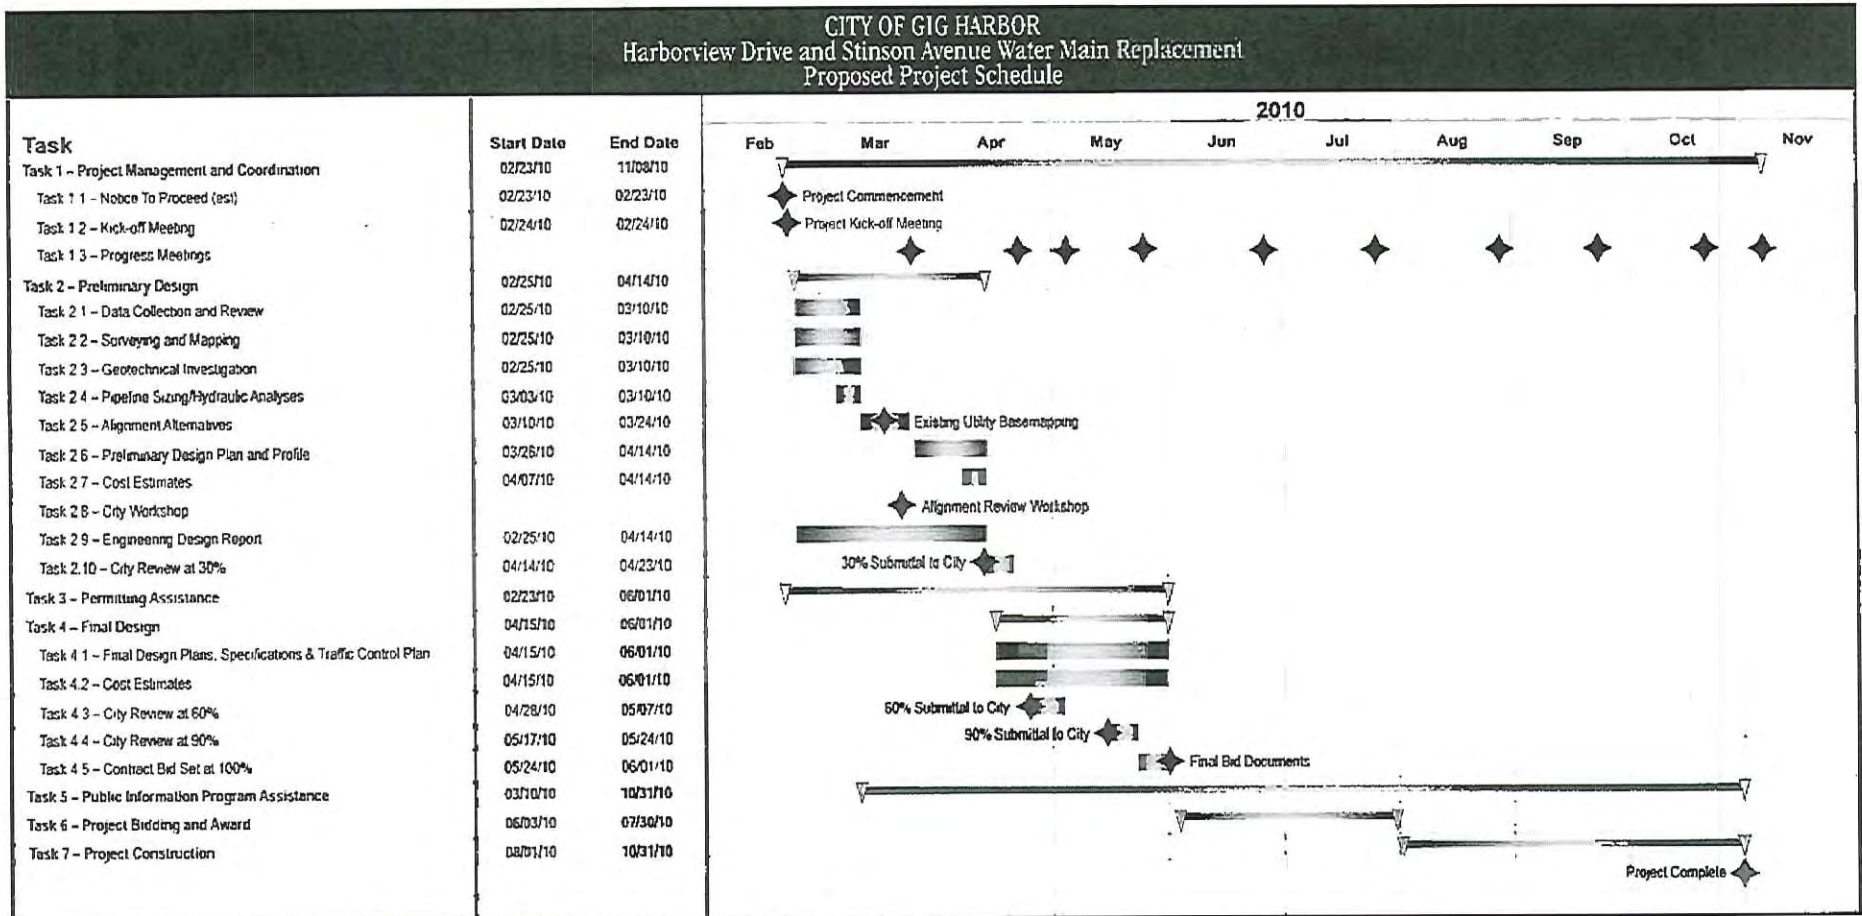 CITY OF GIG HARBOR
Harborview Drive and Stinson Avenue Water Main Replacement
Proposed Project Schedule
2010
Task Start Date End Date Feb Mar Apr May Jun Jul Aug Sep Oct Nov
Task 1 – Project Management and Coordination 02/23/10 11/08/10
Task 1 1 – Notice To Proceed (est) 02/23/10 02/23/10 Project Commencement
Task 1 2 – Kick-off Meeting 02/24/10 02/24/10 Project Kick-off Meeting
Task 1 3 – Progress Meetings
Task 2 – Preliminary Design 02/25/10 04/14/10
Task 2 1 – Data Collection and Review 02/25/10 03/10/10
Task 2 2 – Surveying and Mapping 02/25/10 03/10/10
Task 2 3 – Geotechnical Investigation 02/25/10 03/10/10
Task 2 4 – Pipeline Sizing/Hydraulic Analyses 03/03/10 03/10/10
Task 2 5 – Alignment Alternatives 03/10/10 03/24/10 Existing Utility Basemapping
Task 2 6 – Preliminary Design Plan and Profile 03/26/10 04/14/10
Task 2 7 – Cost Estimates 04/07/10 04/14/10
Task 2 8 – City Workshop Alignment Review Workshop
Task 2 9 – Engineering Design Report 02/25/10 04/14/10
Task 2.10 – City Review at 30% 04/14/10 04/23/10 30% Submittal to City
Task 3 – Permitting Assistance 02/23/10 06/01/10
Task 4 – Final Design 04/15/10 06/01/10
Task 4 1 – Final Design Plans, Specifications & Traffic Control Plan 04/15/10 06/01/10
Task 4.2 – Cost Estimates 04/15/10 06/01/10
Task 4 3 – City Review at 60% 04/28/10 05/07/10 60% Submittal to City
Task 4 4 – City Review at 90% 05/17/10 05/24/10 90% Submittal to City
Task 4 5 – Contract Bid Set at 100% 05/24/10 06/01/10 Final Bid Documents
Task 5 – Public Information Program Assistance 03/10/10 10/31/10
Task 6 – Project Bidding and Award 06/03/10 07/30/10
Task 7 – Project Construction 08/01/10 10/31/10
Project Complete